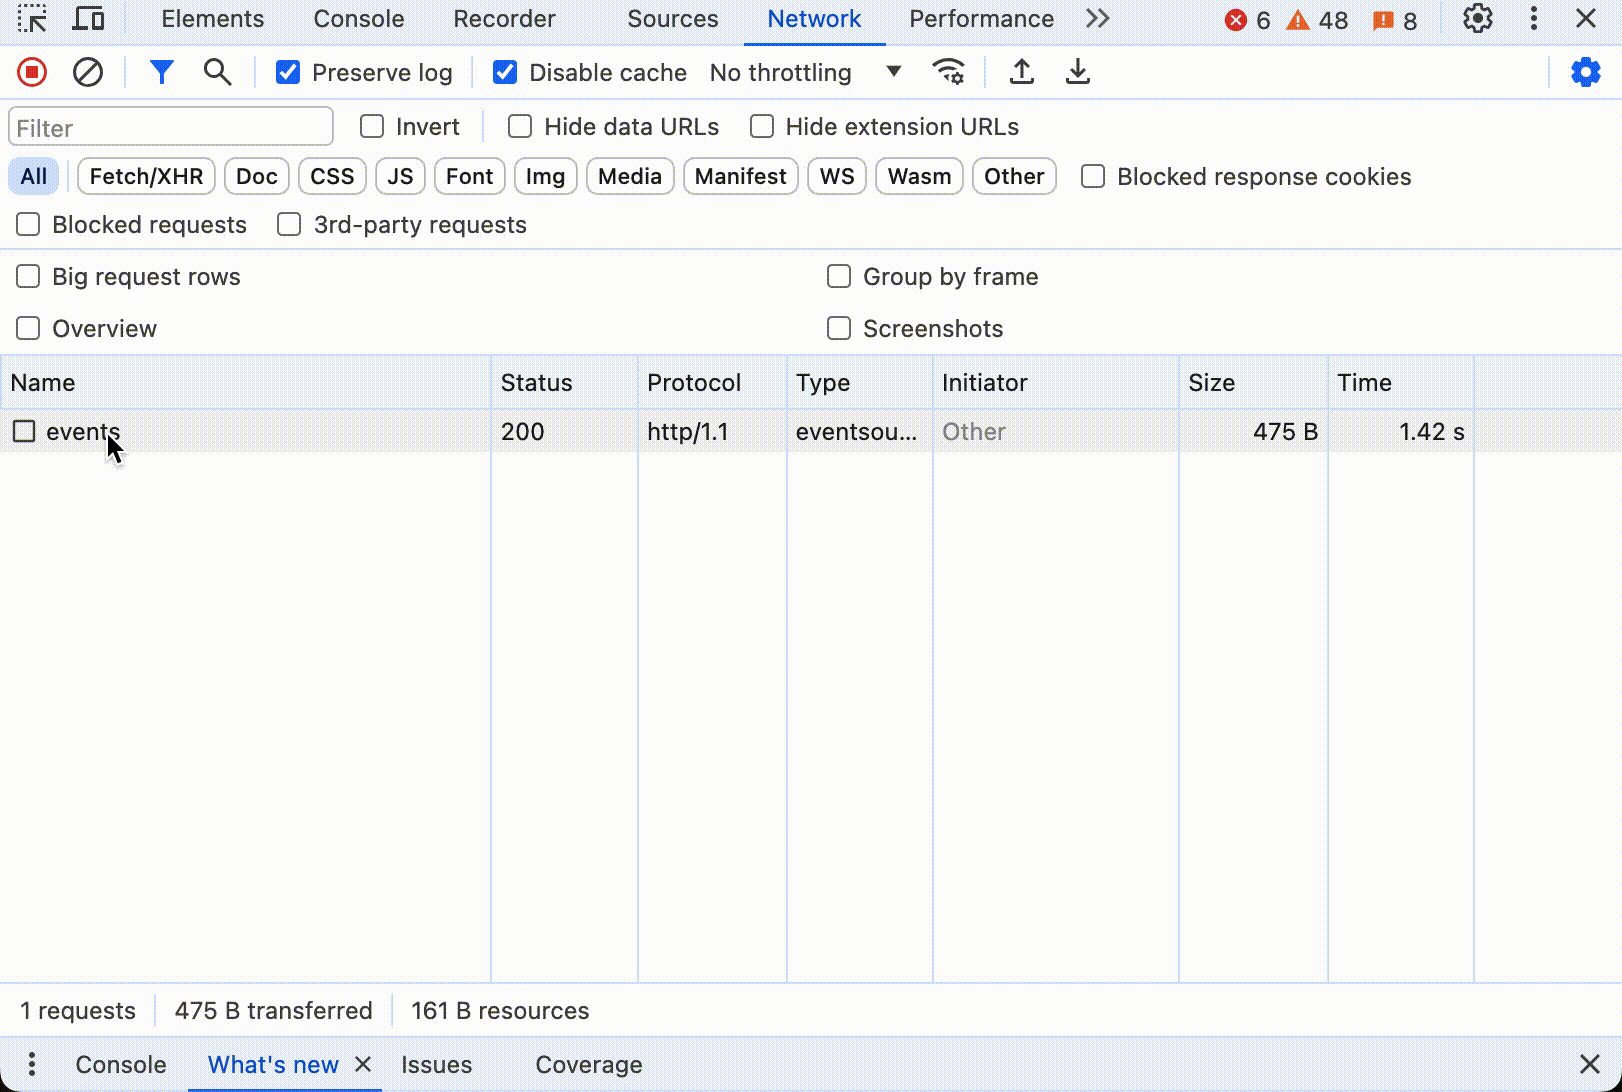 Elements Console Recorder Sources Network Performance 6 48 8
Preserve log Disable cache No throttling
Filter Invert Hide data URLs Hide extension URLs
All Fetch/XHR Doc CSS JS Font Img Media Manifest WS Wasm Other Blocked response cookies
Blocked requests 3rd-party requests
Big request rows Group by frame
Overview Screenshots
Name Status Protocol Type Initiator Size Time
events 200 http/1.1 eventsou... Other 475 B 1.42 s
1 requests 475 B transferred 161 B resources
Console What's new Issues Coverage